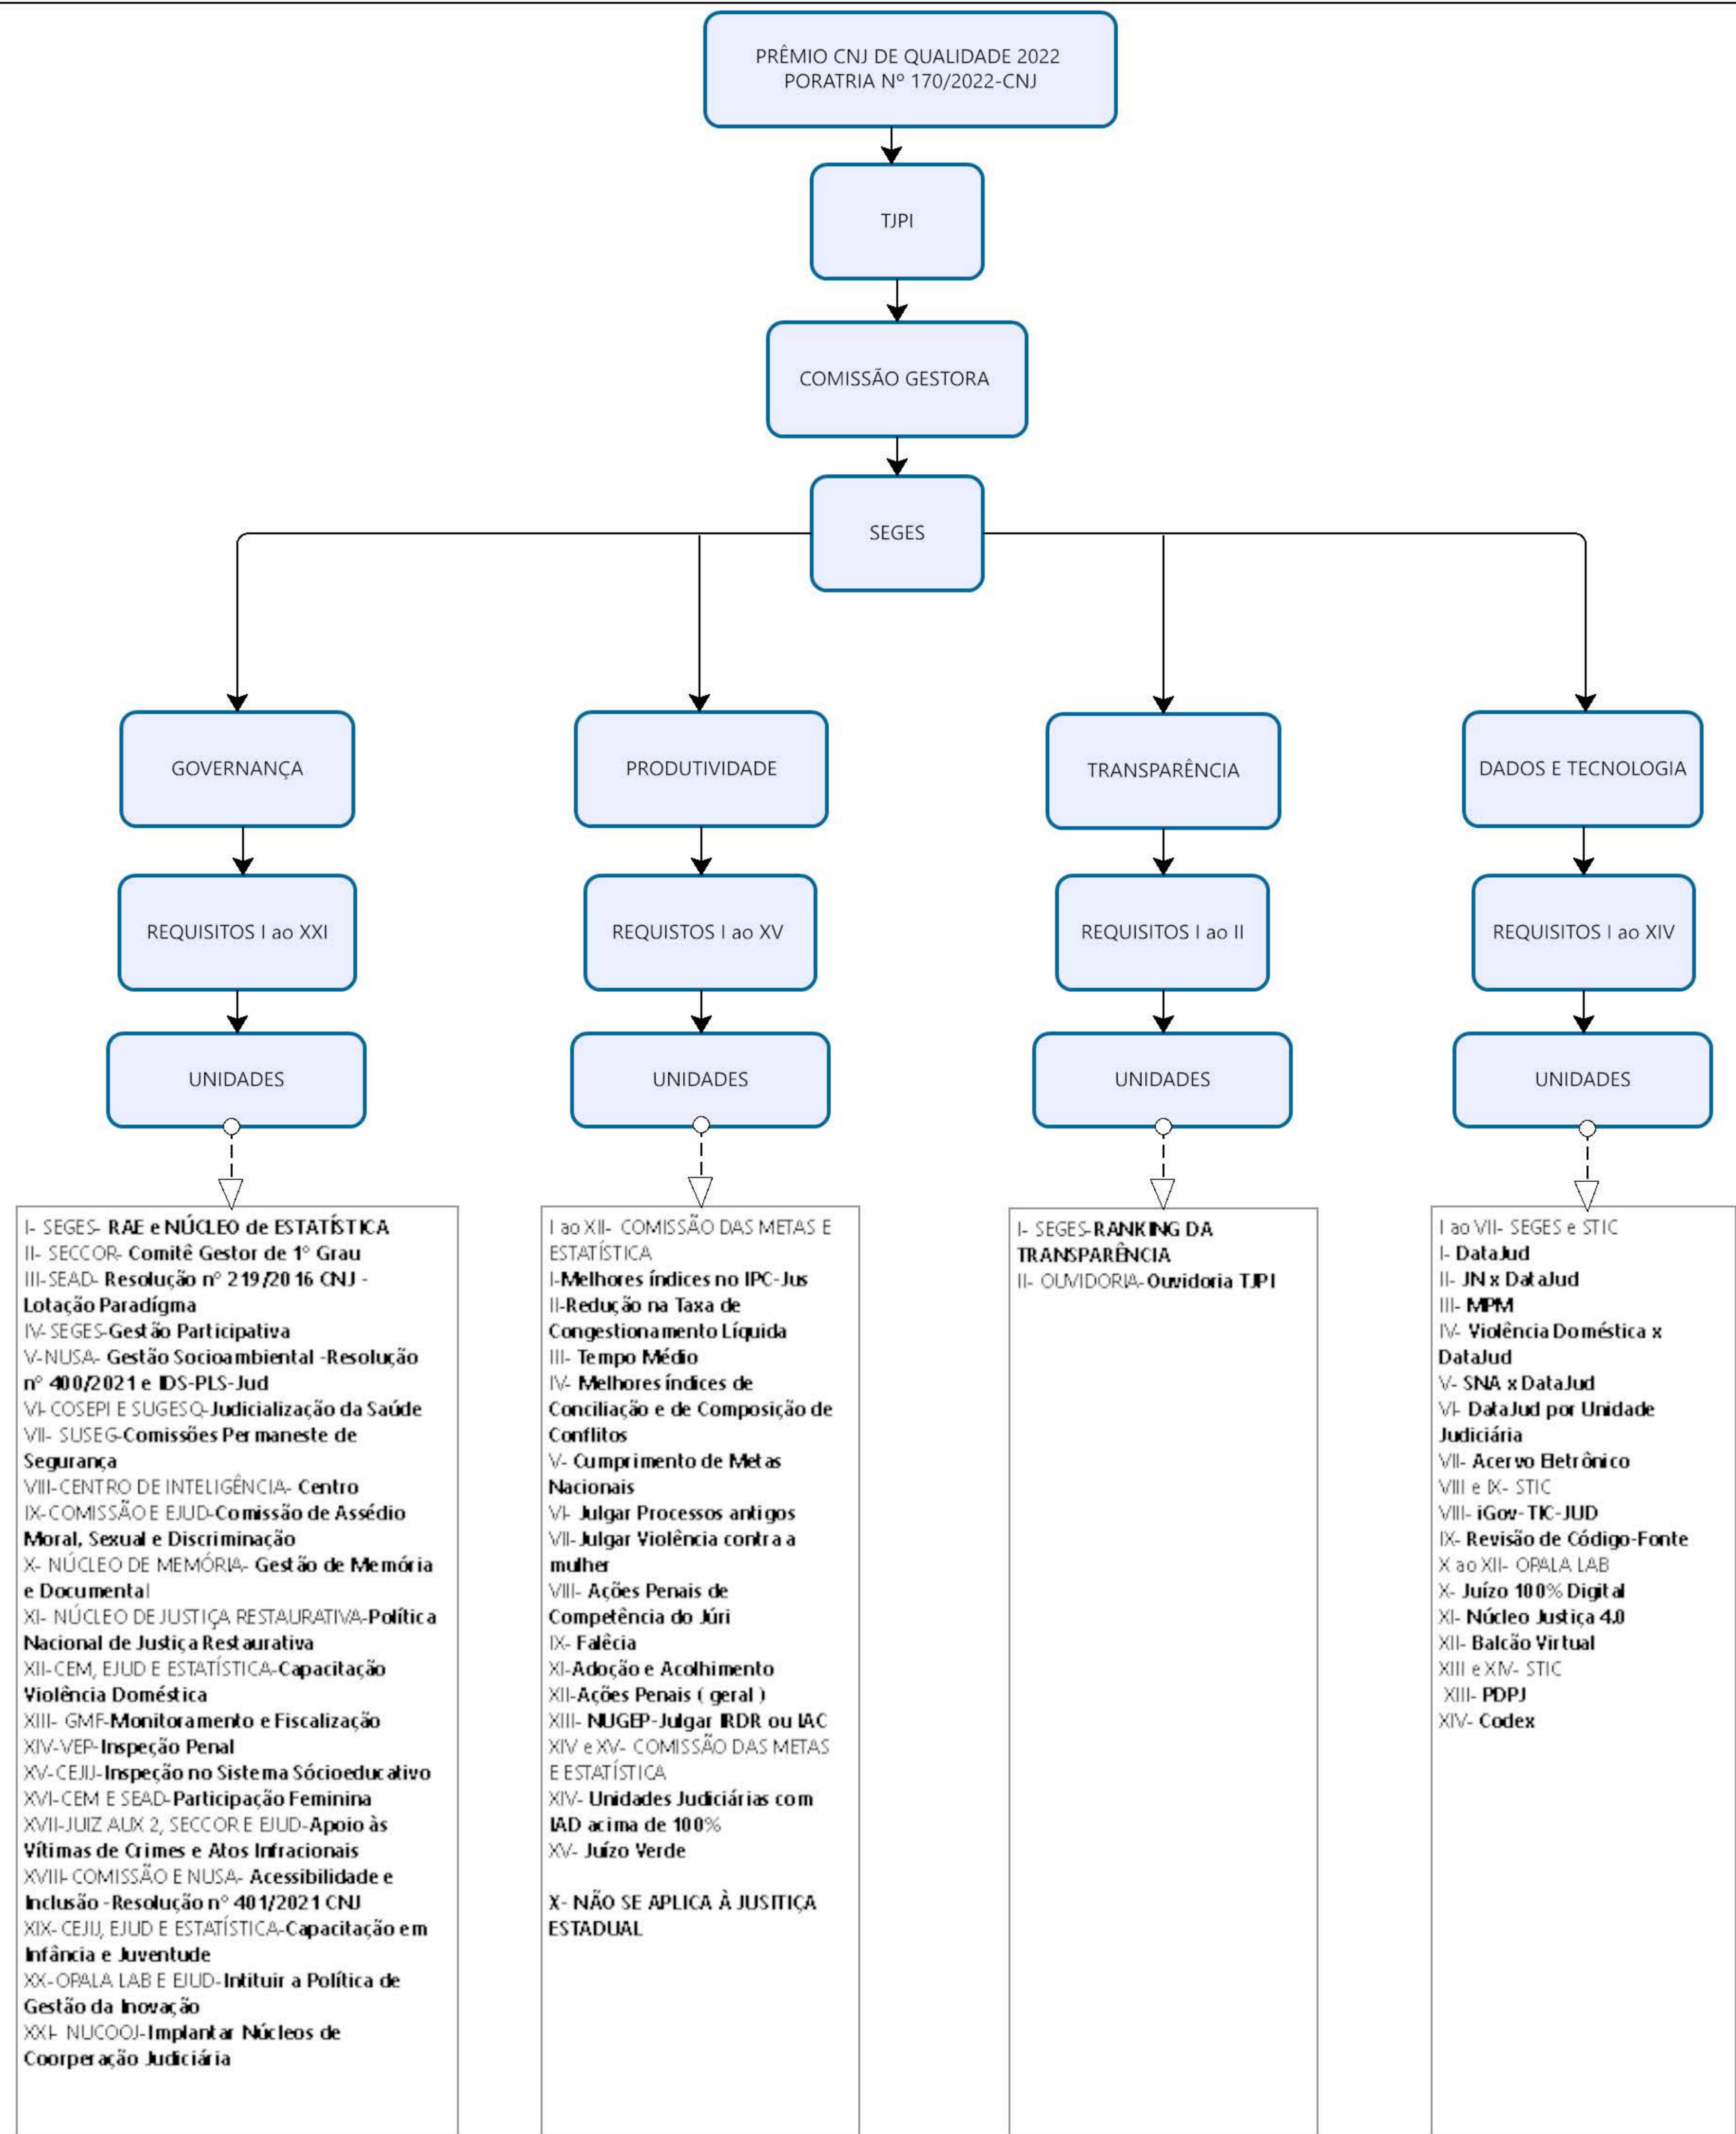 PRÊMIO CNJ DE QUALIDADE 2022
PORATRIA Nº 170/2022-CNJ
TJPI
COMISSÃO GESTORA
SEGES
GOVERNANÇA
PRODUTIVIDADE
TRANSPARÊNCIA
DADOS E TECNOLOGIA
REQUISITOS I ao XXI
REQUISTOS I ao XV
REQUISITOS I ao II
REQUISITOS I ao XIV
UNIDADES
UNIDADES
UNIDADES
UNIDADES
I- SEGES- RAE e NÚCLEO de ESTATÍSTICA
II- SECCOR- Comitê Gestor de 1º Grau
III-SEAD- Resolução nº 219/2016 CNJ -
Lotação Paradígma
IV- SEGES-Gestão Participativa
V-NUSA- Gestão Socioambiental -Resolução
nº 400/2021 e IDS-PLS-Jud
VI- COSEPI E SUGESQ-Judicialização da Saúde
VII- SUSEG-Comissões Permaneste de
Segurança
VIII-CENTRO DE INTELIGÊNCIA- Centro
IX-COMISSÃO E EJUD-Comissão de Assédio
Moral, Sexual e Discriminação
X- NÚCLEO DE MEMÓRIA- Gestão de Memória
e Documental
XI- NÚCLEO DE JUSTIÇA RESTAURATIVA-Política
Nacional de Justiça Restaurativa
XII-CEM, EJUD E ESTATÍSTICA-Capacitação
Violência Doméstica
XIII- GMF-Monitoramento e Fiscalização
XIV-VEP-Inspeção Penal
XV-CEJIJ-Inspeção no Sistema Sócioeducativo
XVI-CEM E SEAD-Participação Feminina
XVII-JUIZ AUX 2, SECCOR E EJUD-Apoio às
Vítimas de Crimes e Atos Infracionais
XVIII-COMISSÃO E NUSA- Acessibilidade e
Inclusão -Resolução nº 401/2021 CNJ
XIX- CEJIJ, EJUD E ESTATÍSTICA-Capacitação em
Infância e Juventude
XX-OPALA LAB E EJUD-Intituir a Política de
Gestão da Inovação
XXI- NUCOOJ-Implantar Núcleos de
Coorperação Judiciária
I ao XII- COMISSÃO DAS METAS E
ESTATÍSTICA
I-Melhores índices no IPC-Jus
II-Redução na Taxa de
Congestionamento Líquida
III- Tempo Médio
IV- Melhores índices de
Conciliação e de Composição de
Conflitos
V- Cumprimento de Metas
Nacionais
VI- Julgar Processos antigos
VII-Julgar Violência contra a
mulher
VIII- Ações Penais de
Competência do Júri
IX- Falêcia
XI-Adoção e Acolhimento
XII-Ações Penais ( geral )
XIII- NUGEP-Julgar IRDR ou IAC
XIV e XV- COMISSÃO DAS METAS
E ESTATÍSTICA
XIV- Unidades Judiciárias com
IAD acima de 100%
XV- Juízo Verde
X- NÃO SE APLICA À JUSITIÇA
ESTADUAL
I- SEGES-RANKING DA
TRANSPARÊNCIA
II- OUVIDORIA-Ouvidoria TJPI
I ao VII- SEGES e STIC
I- DataJud
II- JN x DataJud
III- MPM
IV- Violência Doméstica x
DataJud
V- SNA x DataJud
VI- DataJud por Unidade
Judiciária
VII- Acervo Eletrônico
VIII e IX- STIC
VIII- iGov-TIC-JUD
IX- Revisão de Código-Fonte
X ao XII- OPALA LAB
X- Juízo 100% Digital
XI- Núcleo Justiça 4.0
XII- Balcão Virtual
XIII e XIV- STIC
XIII- PDPJ
XIV- Codex